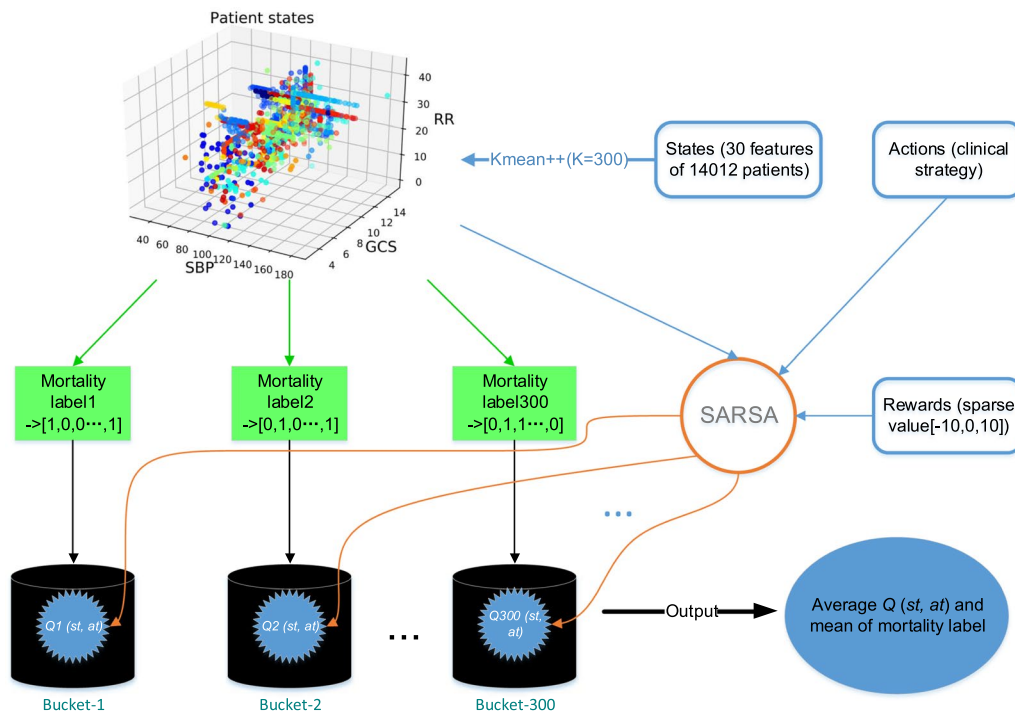 Patient states
40
30
20
10
0
RR
14
12
10
8
6
4
GCS
40
60
80
100
120
140
160
180
SBP
Kmean++(K=300)
States (30 features
of 14012 patients)
Actions (clinical
strategy)
Mortality
label1
->[1,0,0···,1]
Mortality
label2
->[0,1,0···,1]
Mortality
label300
->[0,1,1···,0]
SARSA
Rewards (sparse
value[-10,0,10])
...
Q1 (st, at)
Q2 (st, at)
...
Q300 (st,
at)
Output
Average Q (st, at) and
mean of mortality label
Bucket-1
Bucket-2
Bucket-300